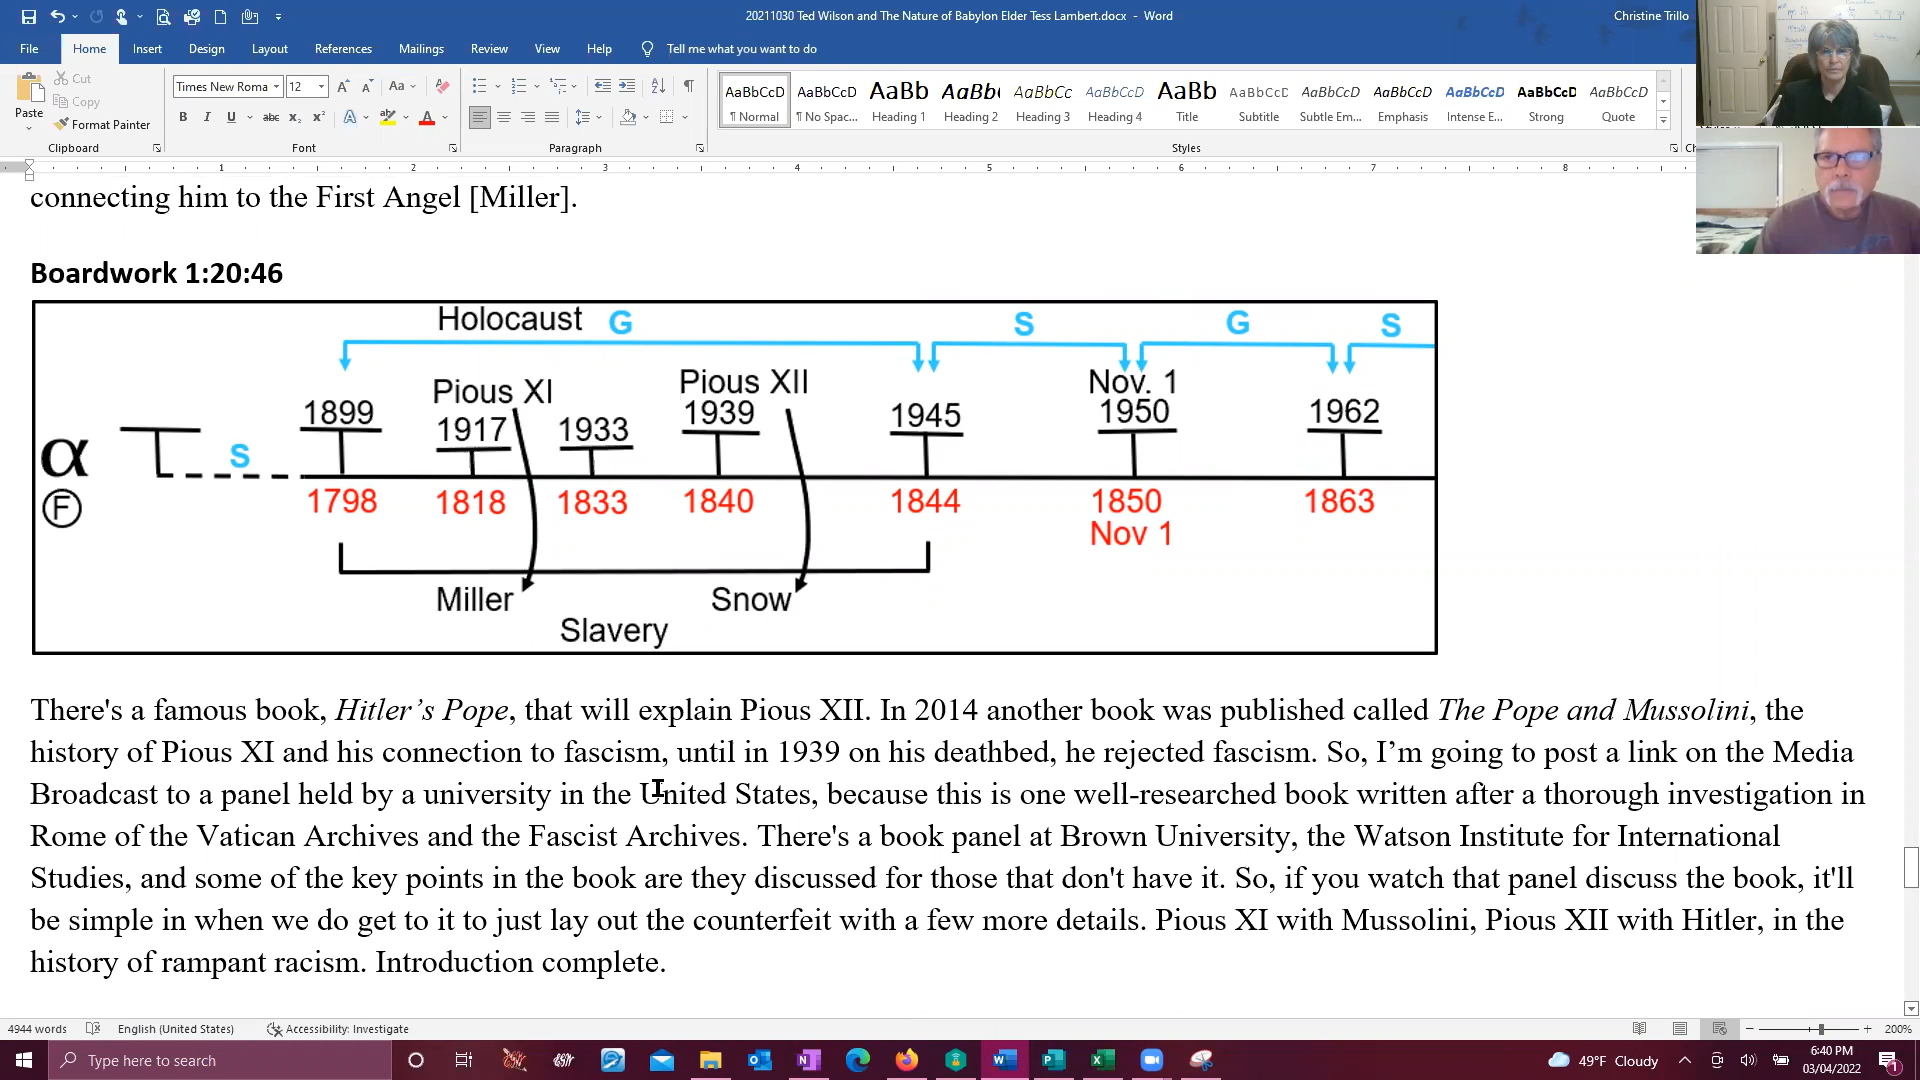 20211030 Ted Wilson and The Nature of Babylon Elder Tess Lambert.docx - Word
Christine Trillo
File Home Insert Design Layout References Mailings Review View Help Tell me what you want to do
Cut
Copy
Format Painter
Paste
Times New Roma 12
Aa
B I U abc x₂ x² A A
AaBbCcD AaBbCcD AaBb AaBb( AaBbCc AaBbCcD AaBb AaBbCcD AaBbCcD AaBbCcD AaBbCcD AaBbCcD AaBbCcD
¶ Normal ¶ No Spac... Heading 1 Heading 2 Heading 3 Heading 4 Title Subtitle Subtle Em... Emphasis Intense E... Strong Quote
Clipboard Font Paragraph Styles
1 2 3 4 5 6 7 8
connecting him to the First Angel [Miller].
Boardwork 1:20:46
Holocaust G S G S
Pious XI Pious XII Nov. 1
1899 1917 1933 1939 1945 1950 1962
α S
F 1798 1818 1833 1840 1844 1850 1863
Nov 1
Miller Snow
Slavery
There's a famous book, Hitler’s Pope, that will explain Pious XII. In 2014 another book was published called The Pope and Mussolini, the
history of Pious XI and his connection to fascism, until in 1939 on his deathbed, he rejected fascism. So, I’m going to post a link on the Media
Broadcast to a panel held by a university in the United States, because this is one well-researched book written after a thorough investigation in
Rome of the Vatican Archives and the Fascist Archives. There's a book panel at Brown University, the Watson Institute for International
Studies, and some of the key points in the book are they discussed for those that don't have it. So, if you watch that panel discuss the book, it'll
be simple in when we do get to it to just lay out the counterfeit with a few more details. Pious XI with Mussolini, Pious XII with Hitler, in the
history of rampant racism. Introduction complete.
4944 words English (United States) Accessibility: Investigate 200%
Type here to search
49°F Cloudy
6:40 PM
03/04/2022
1